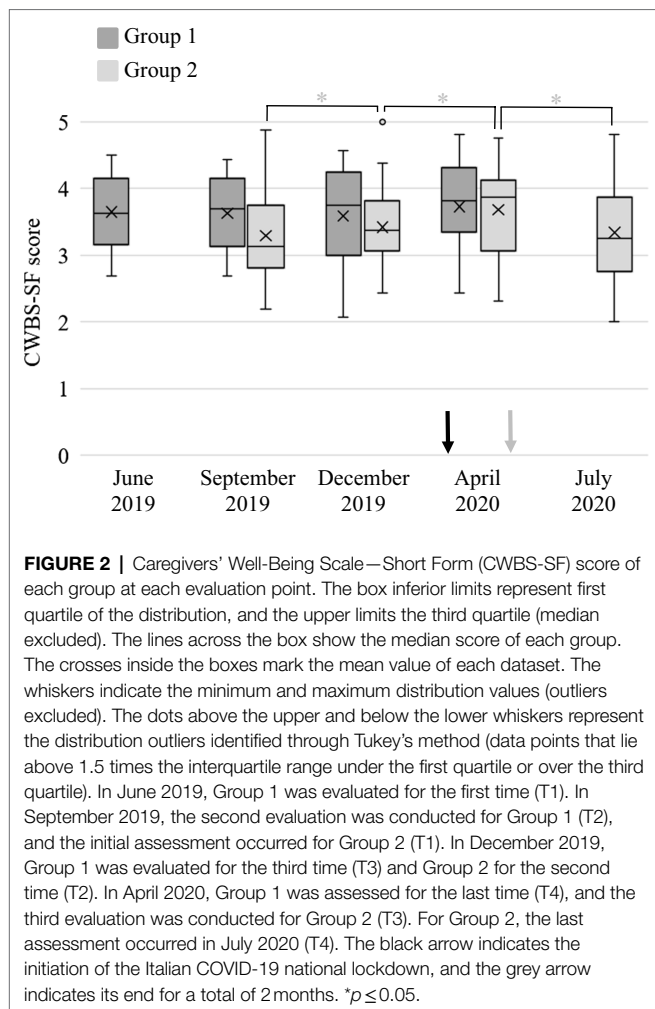 Group 1
Group 2
* * *
5
4
3
2
1
0
CWBS-SF score
June September December April July
2019 2019 2019 2020 2020
FIGURE 2 | Caregivers’ Well-Being Scale—Short Form (CWBS-SF) score of
each group at each evaluation point. The box inferior limits represent first
quartile of the distribution, and the upper limits the third quartile (median
excluded). The lines across the box show the median score of each group.
The crosses inside the boxes mark the mean value of each dataset. The
whiskers indicate the minimum and maximum distribution values (outliers
excluded). The dots above the upper and below the lower whiskers represent
the distribution outliers identified through Tukey’s method (data points that lie
above 1.5 times the interquartile range under the first quartile or over the third
quartile). In June 2019, Group 1 was evaluated for the first time (T1). In
September 2019, the second evaluation was conducted for Group 1 (T2),
and the initial assessment occurred for Group 2 (T1). In December 2019,
Group 1 was evaluated for the third time (T3) and Group 2 for the second
time (T2). In April 2020, Group 1 was assessed for the last time (T4), and the
third evaluation was conducted for Group 2 (T3). For Group 2, the last
assessment occurred in July 2020 (T4). The black arrow indicates the
initiation of the Italian COVID-19 national lockdown, and the grey arrow
indicates its end for a total of 2 months. *p ≤ 0.05.